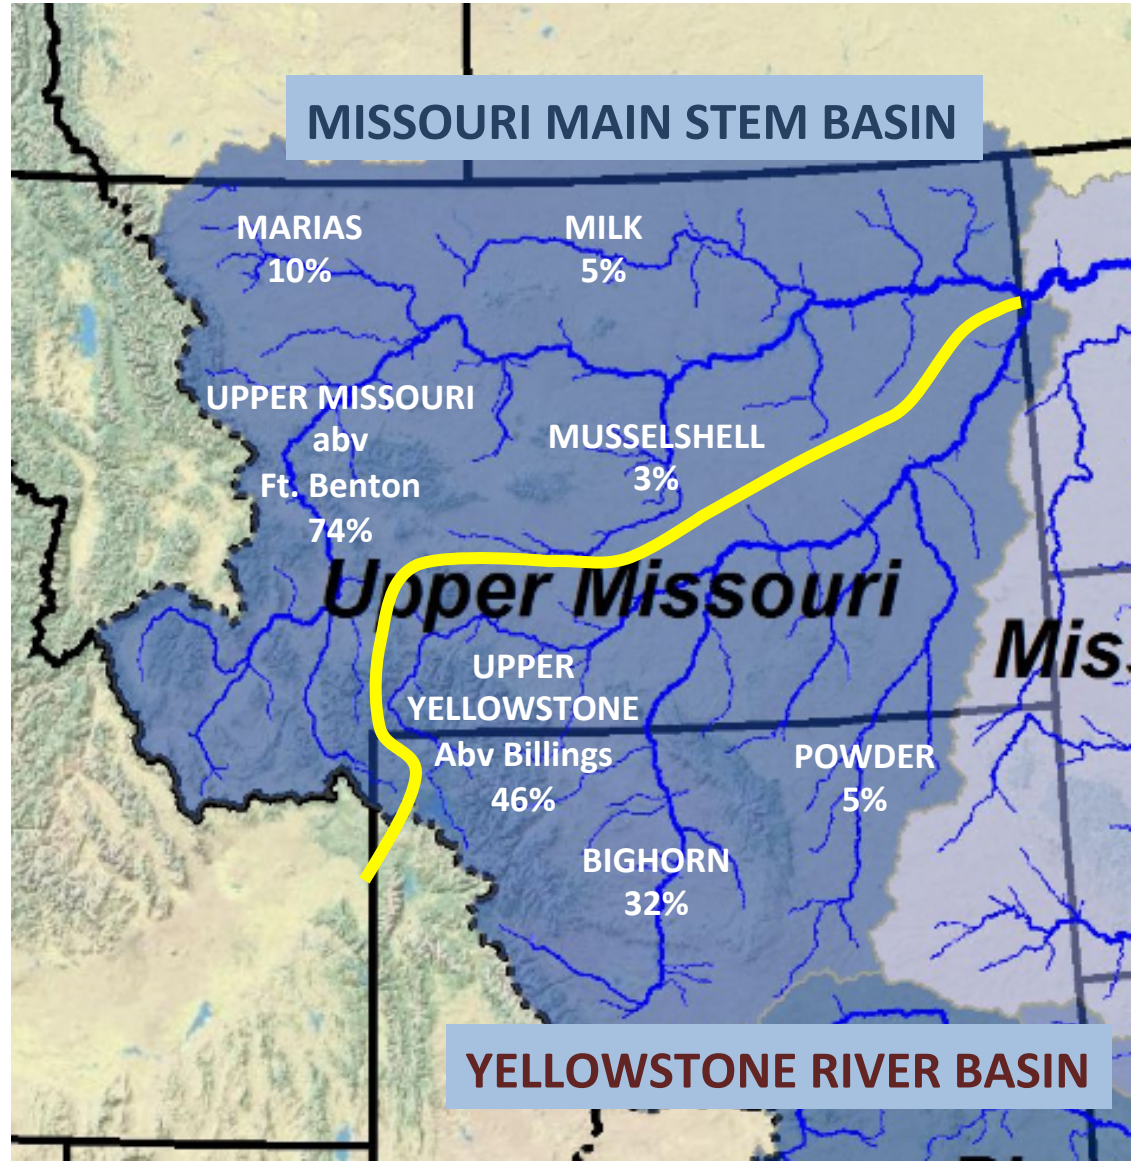 MISSOURI MAIN STEM BASIN
MARIAS
10%
MILK
5%
UPPER MISSOURI
abv
Ft. Benton
74%
MUSSELSHELL
3%
Upper Missouri
Mis
UPPER
YELLOWSTONE
Abv Billings
46%
POWDER
5%
BIGHORN
32%
YELLOWSTONE RIVER BASIN